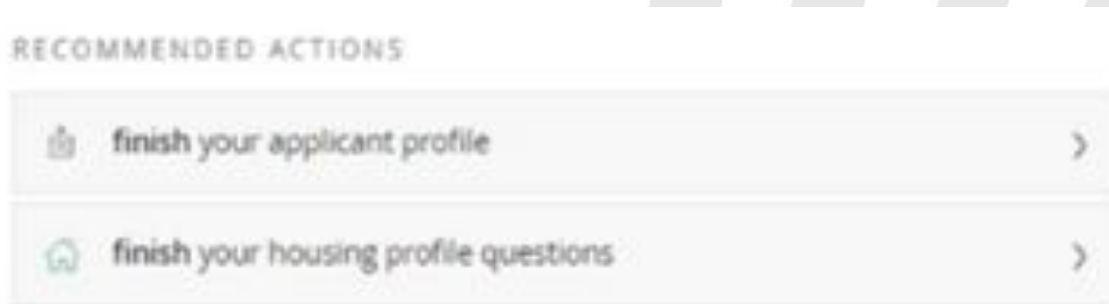 RECOMMENDED ACTIONS
finish your applicant profile
finish your housing profile questions